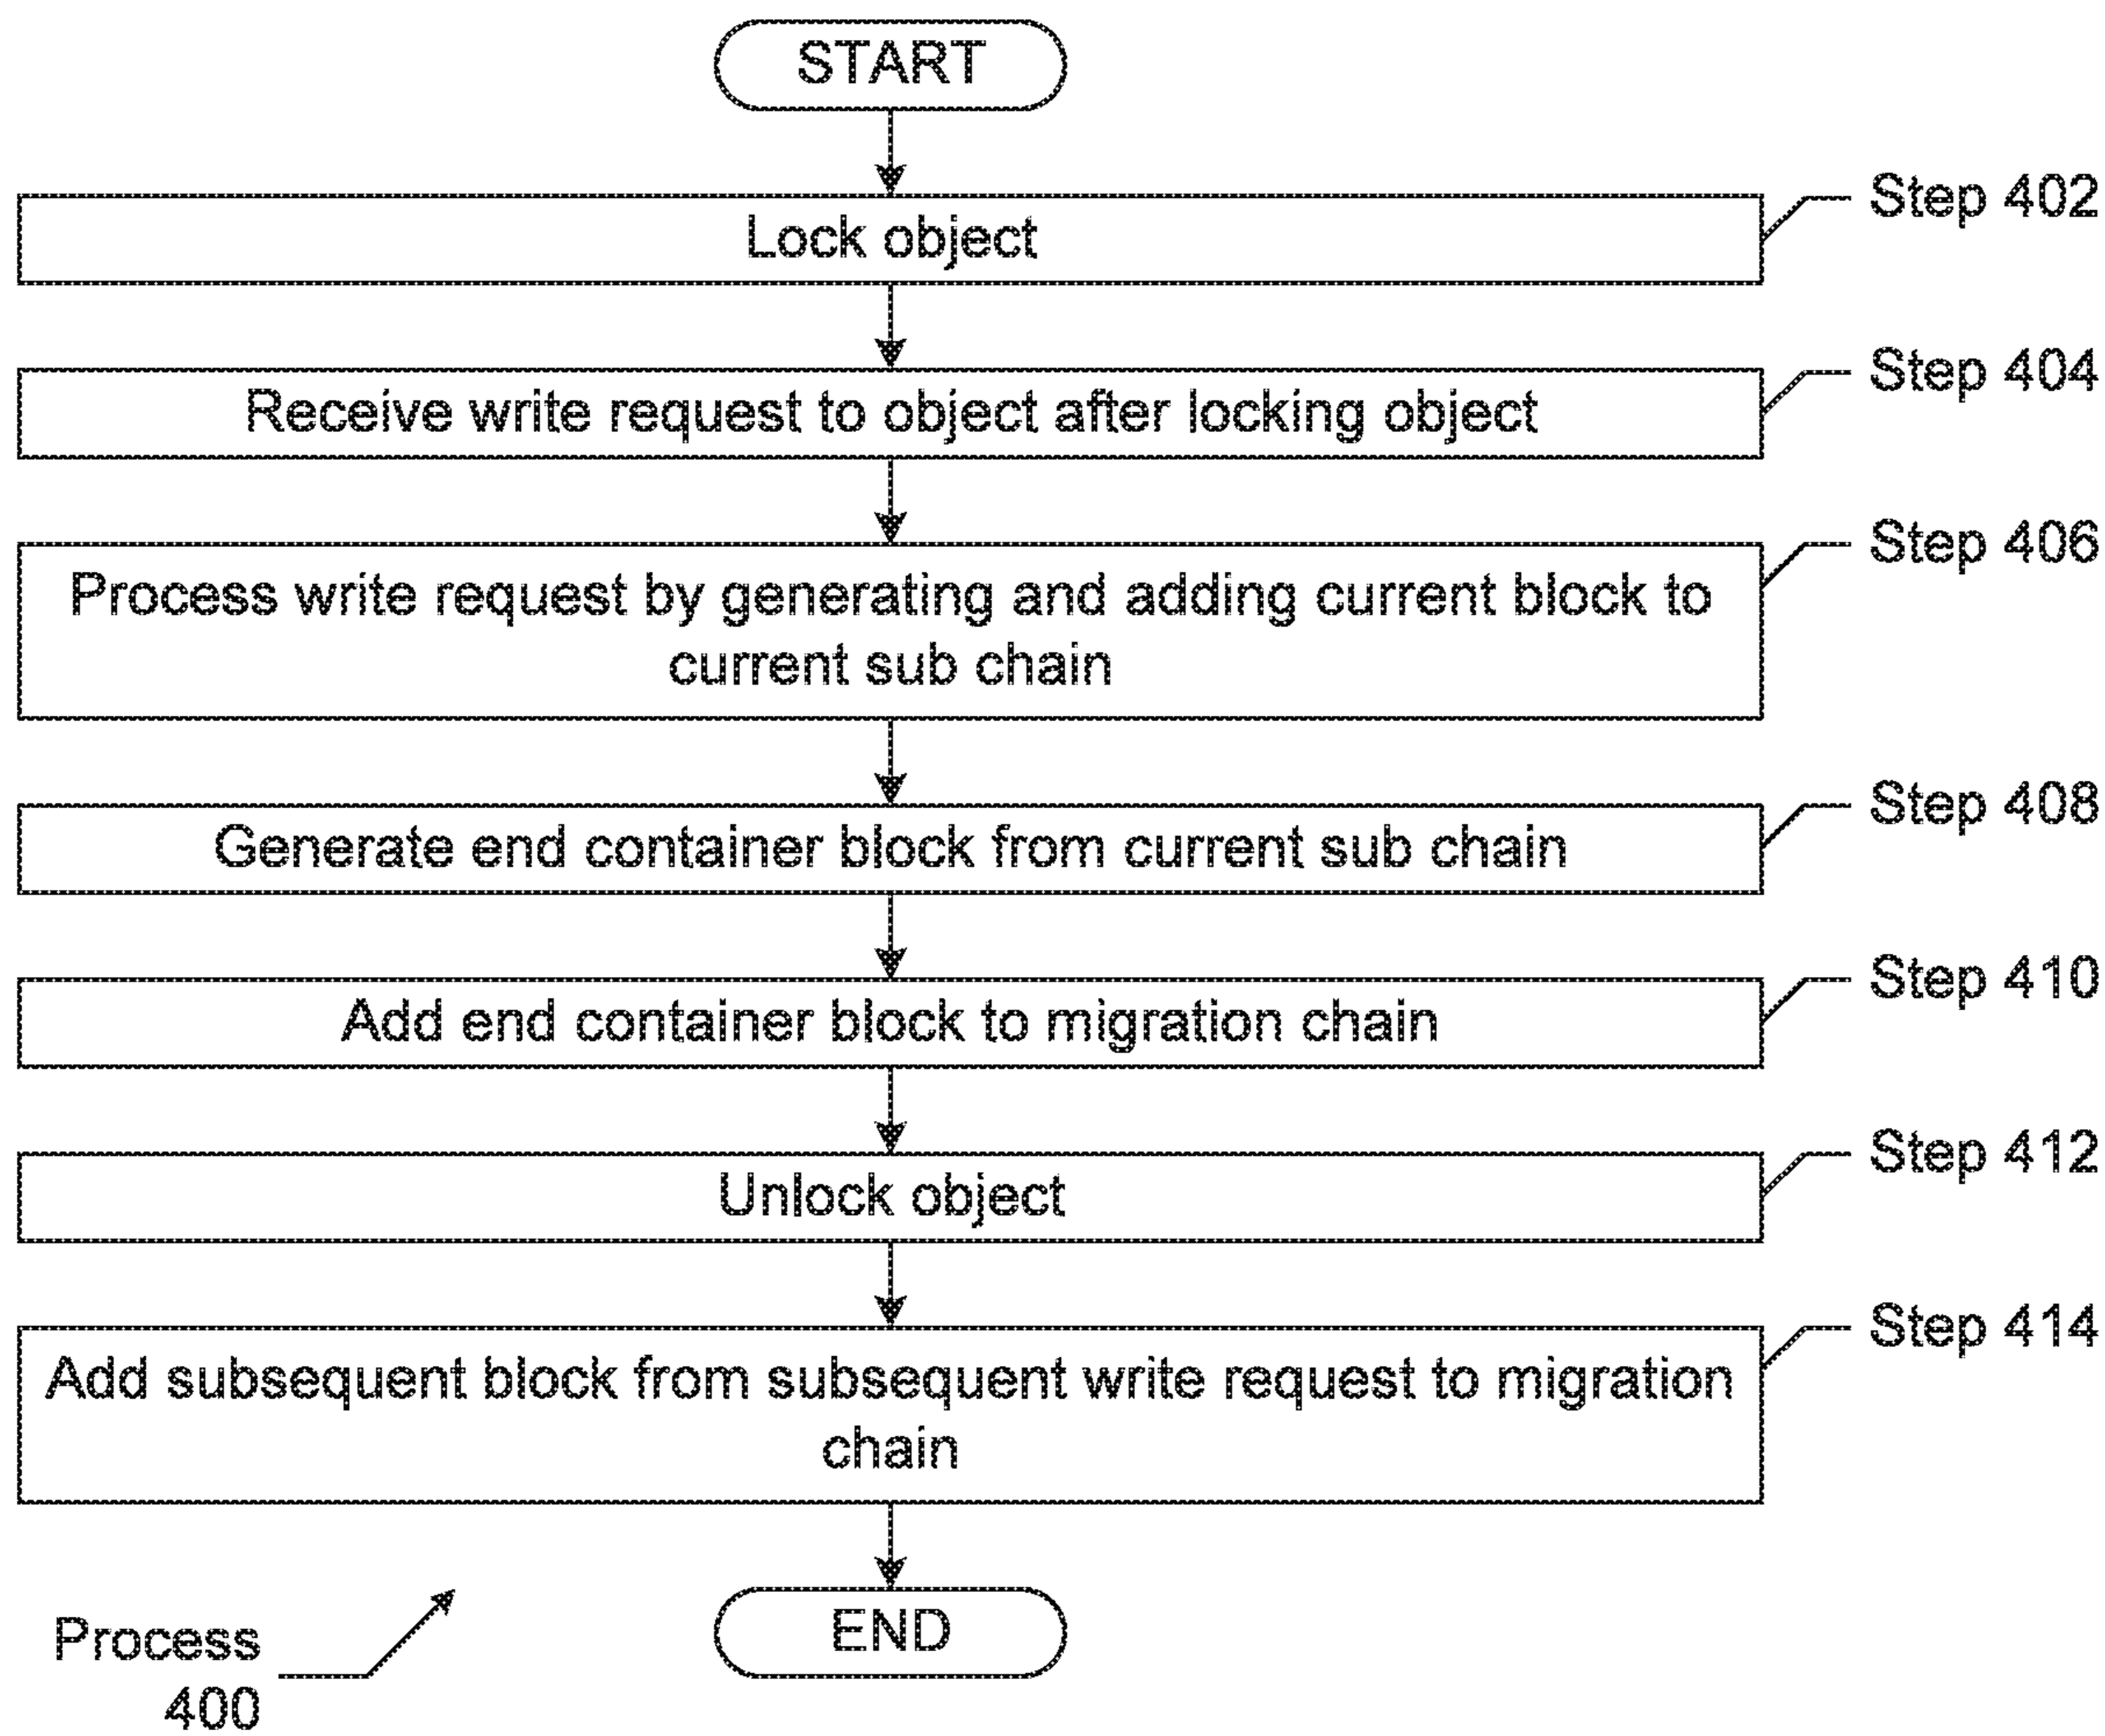 START
Step 402
Lock object
Step 404
Receive write request to object after locking object
Step 406
Process write request by generating and adding current block to
current sub chain
Step 408
Generate end container block from current sub chain
Step 410
Add end container block to migration chain
Step 412
Unlock object
Step 414
Add subsequent block from subsequent write request to migration
chain
END
Process
400